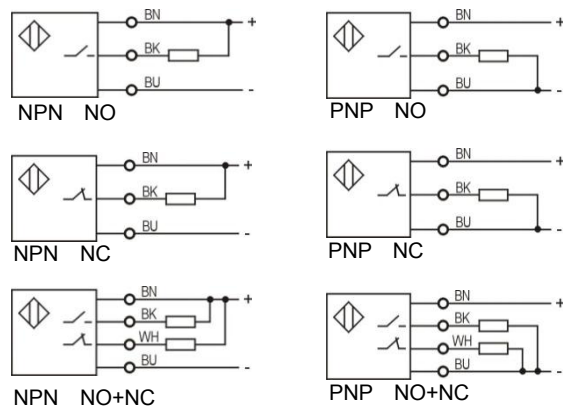 BN +
BK
BU -
NPN NO
BN +
BK
BU -
PNP NO
BN +
BK
BU -
NPN NC
BN +
BK
BU -
PNP NC
BN +
BK
WH
BU -
NPN NO+NC
BN +
BK
WH
BU -
PNP NO+NC